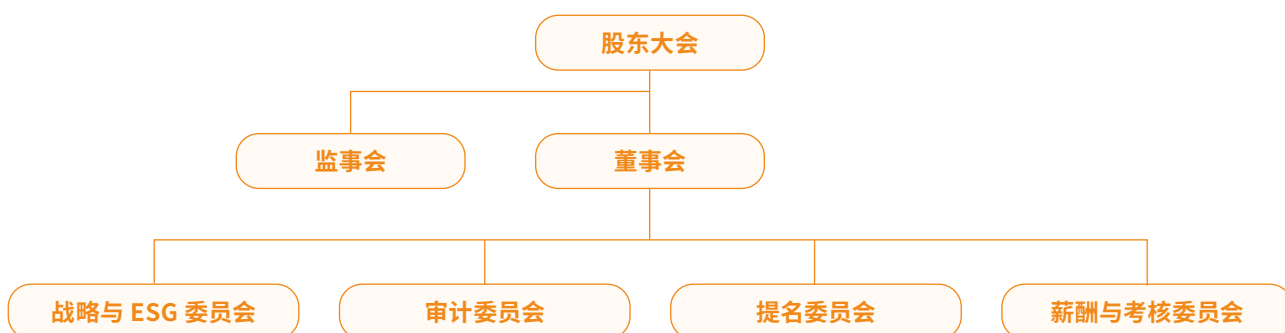 股东大会
监事会
董事会
战略与 ESG 委员会
审计委员会
提名委员会
薪酬与考核委员会